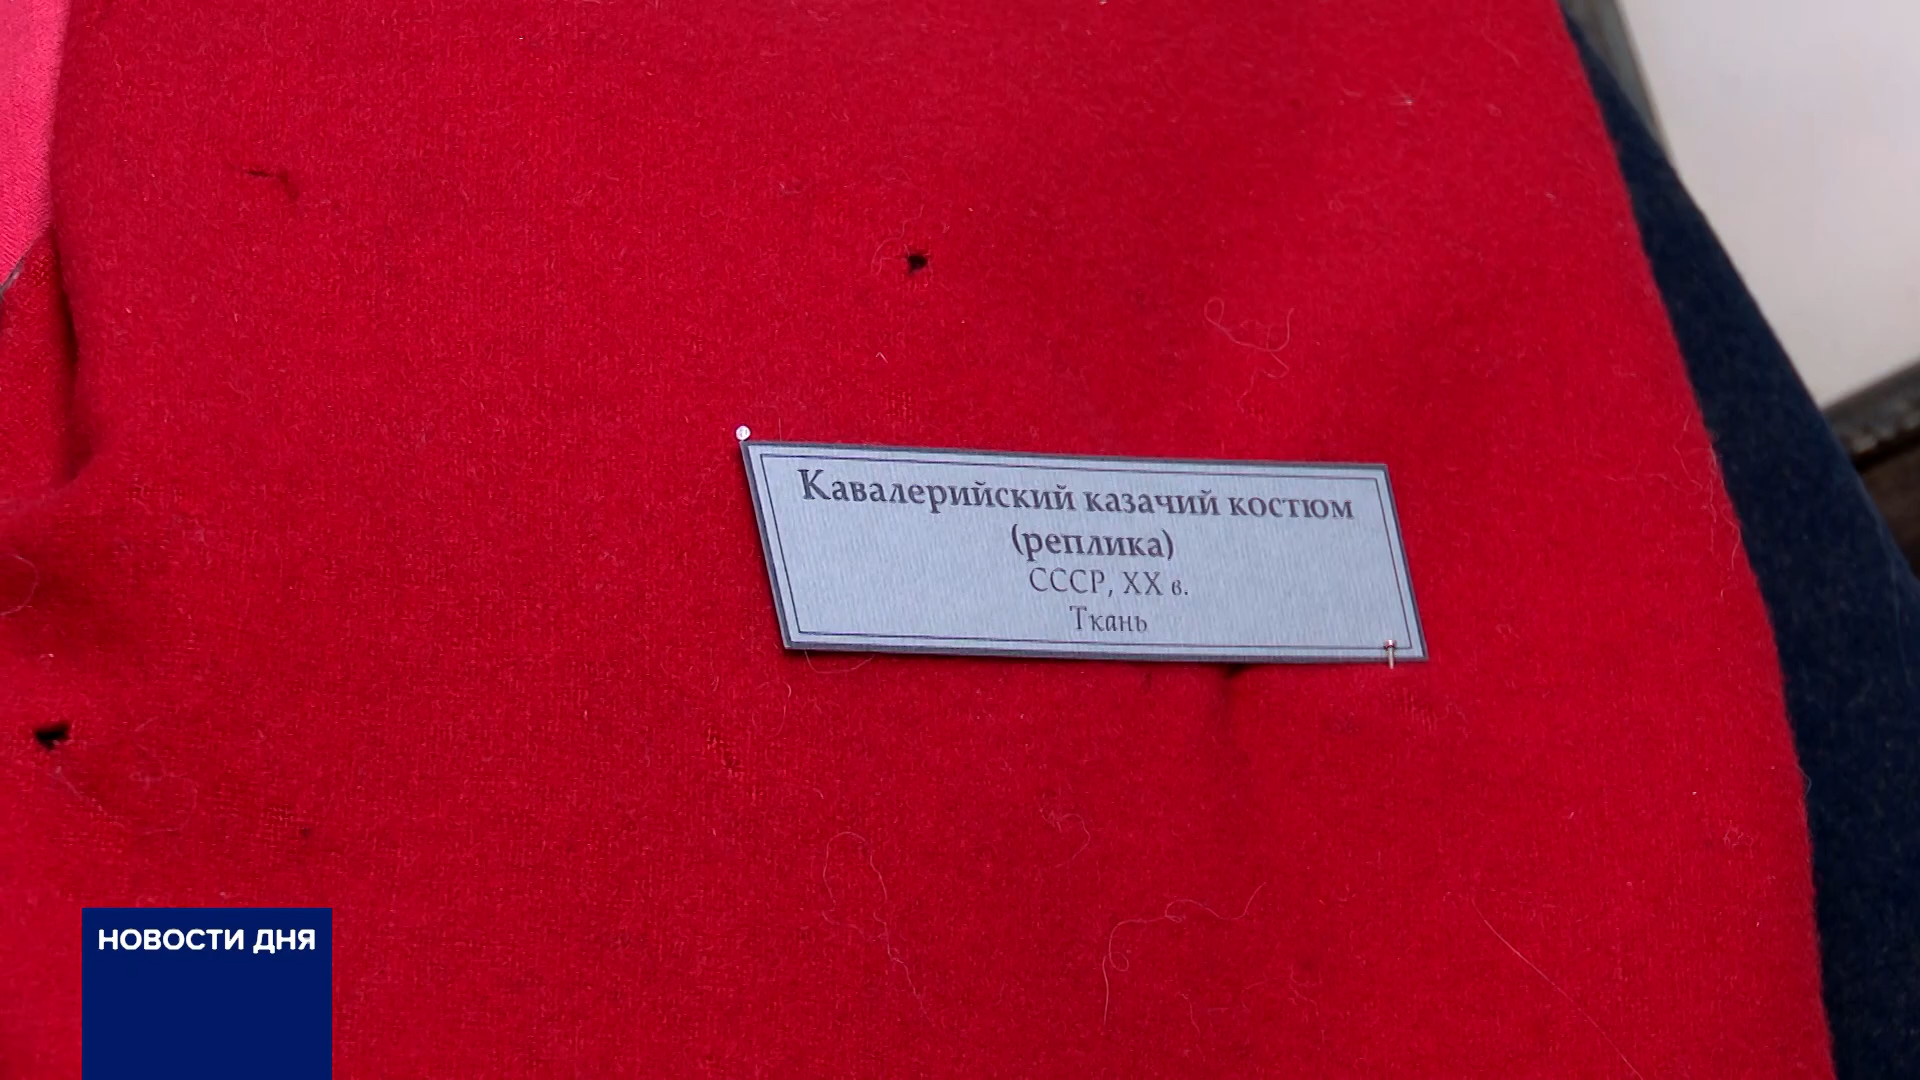 Кавалерийский казачий костюм
(реплика)
СССР, XX в.
Ткань
НОВОСТИ ДНЯ